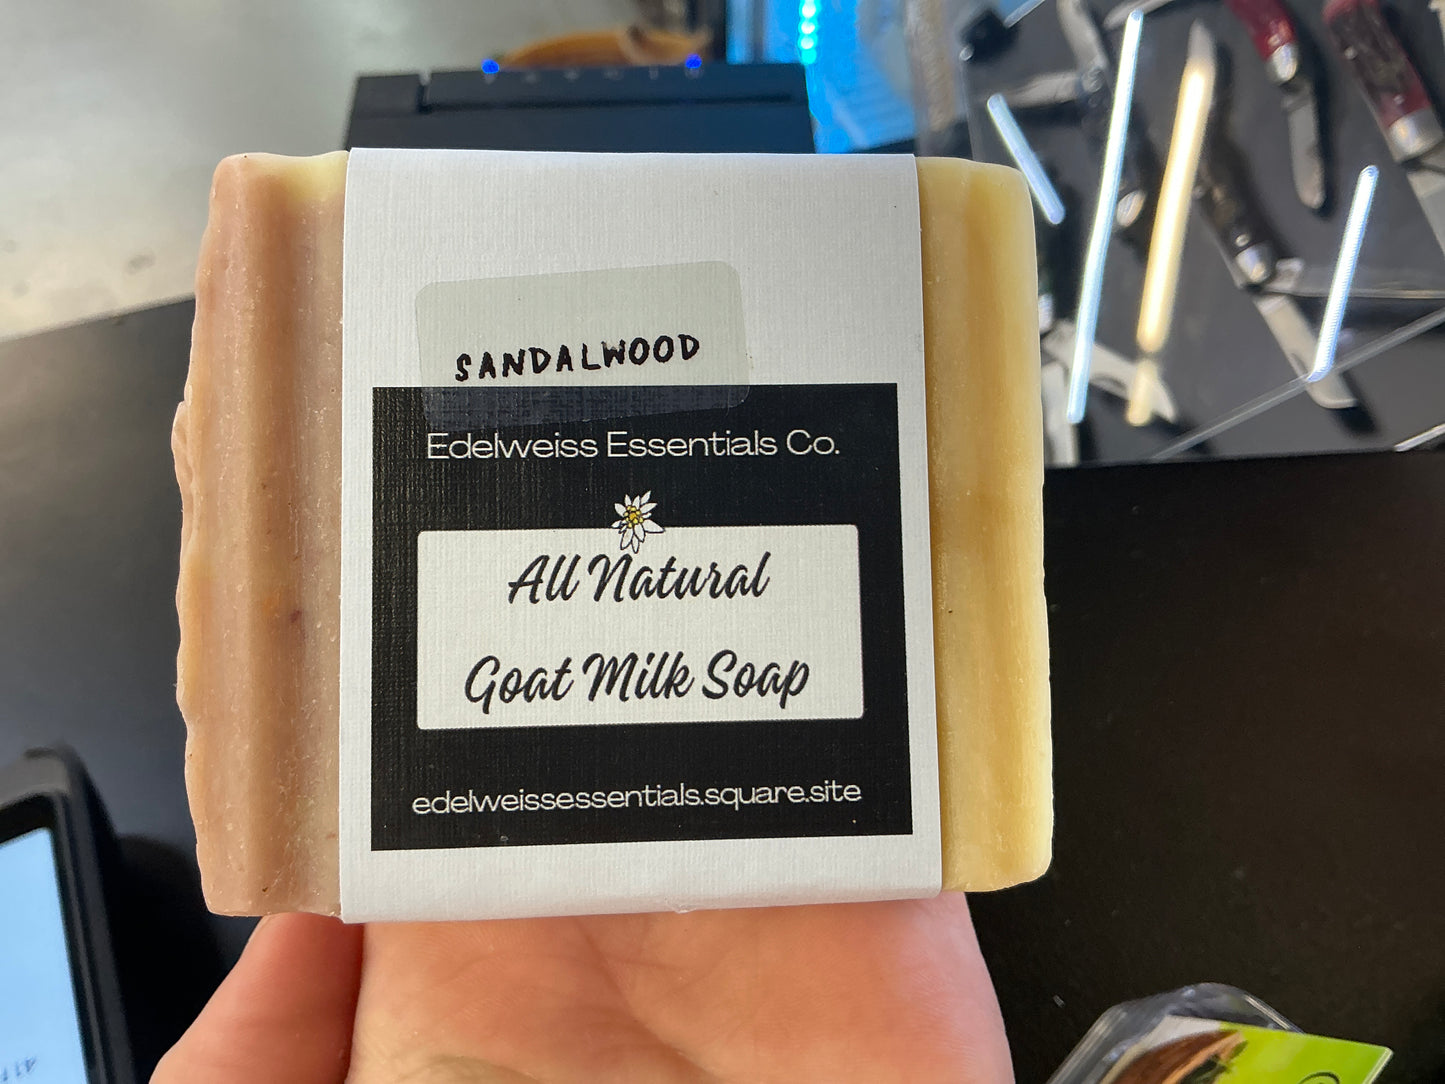 SANDALWOOD
Edelweiss Essentials Co.
All Natural
Goat Milk Soap
edelweissessentials.square.site